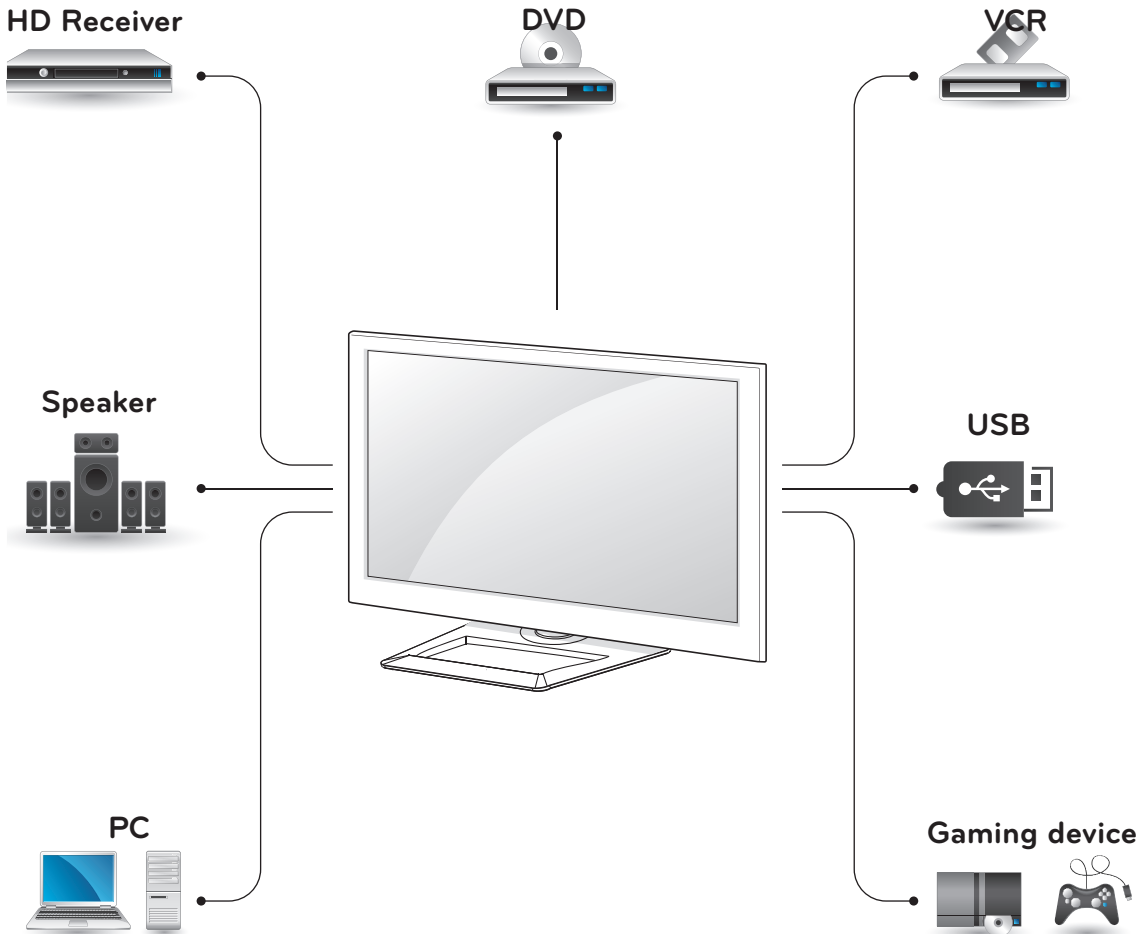 HD Receiver
DVD
VCR
Speaker
USB
PC
Gaming device